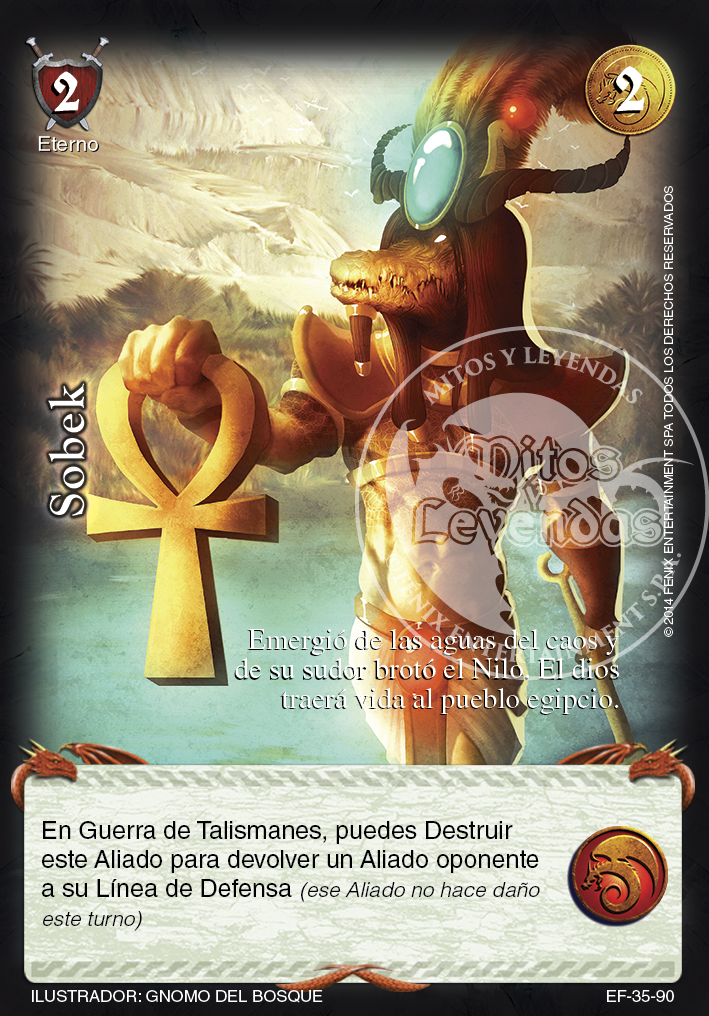 2
2
Eterno
Sobek
© 2014 FENIX ENTERTAINMENT SPA TODOS LOS DERECHOS RESERVADOS
MITOS Y LEYENDAS
Mitos y
Leyendas
FENIX ENTERTAINMENT S.P.A.
Emergió de las aguas del caos y
de su sudor brotó el Nilo. El dios
traerá vida al pueblo egipcio.
En Guerra de Talismanes, puedes Destruir
este Aliado para devolver un Aliado oponente
a su Línea de Defensa (ese Aliado no hace daño
este turno)
ILUSTRADOR: GNOMO DEL BOSQUE
EF-35-90